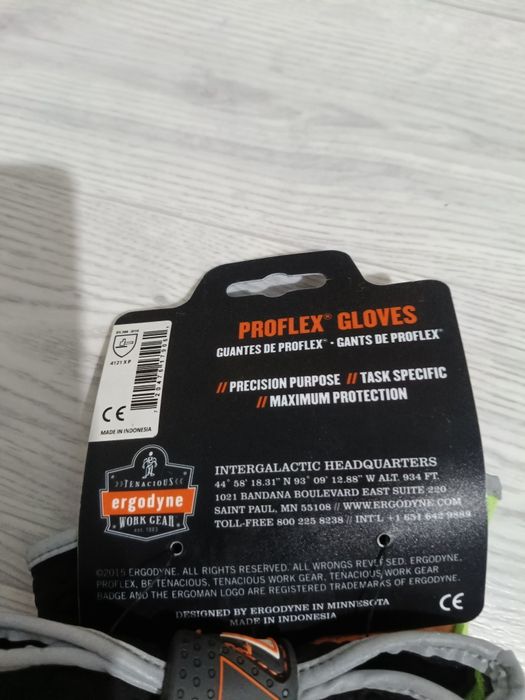 PROFLEX® GLOVES
GUANTES DE PROFLEX™ · GANTS DE PROFLEX™
// PRECISION PURPOSE // TASK SPECIFIC
// MAXIMUM PROTECTION
4121XP
CE
MADE IN INDONESIA
>>TENACIOUS<<
ergodyne
WORK GEAR
INTERGALACTIC HEADQUARTERS
44° 58' 18.31" N 93° 09' 12.88" W ALT. 934 FT.
1021 BANDANA BOULEVARD EAST SUITE 220
SAINT PAUL, MN 55108 // WWW.ERGODYNE.COM
TOLL-FREE 800 225 8238 // INT'L +1 651 642 9889
©2015 ERGODYNE. ALL RIGHTS RESERVED. ALL WRONGS REVERSED. ERGODYNE,
PROFLEX, BE TENACIOUS, TENACIOUS WORK GEAR, TENACIOUS WORK GEAR
BADGE AND THE ERGOMAN LOGO ARE REGISTERED TRADEMARKS OF ERGODYNE.
DESIGNED BY ERGODYNE IN MINNESOTA
MADE IN INDONESIA
CE